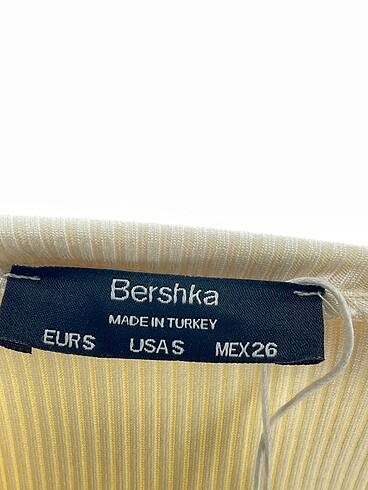 Bershka
MADE IN TURKEY
EUR S USA S MEX 26